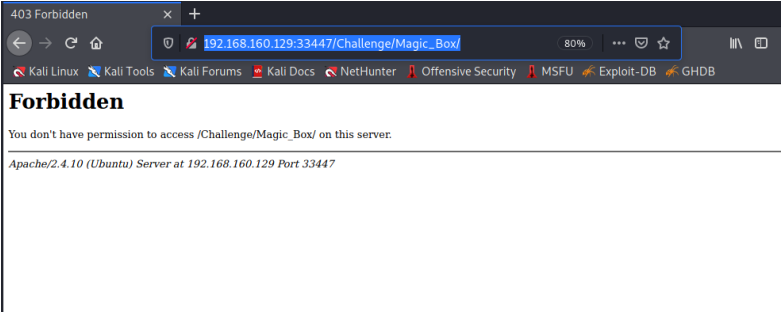 403 Forbidden
192.168.160.129:33447/Challenge/Magic_Box/ 80%
Kali Linux Kali Tools Kali Forums Kali Docs NetHunter Offensive Security MSFU Exploit-DB GHDB
Forbidden
You don't have permission to access /Challenge/Magic_Box/ on this server.
Apache/2.4.10 (Ubuntu) Server at 192.168.160.129 Port 33447